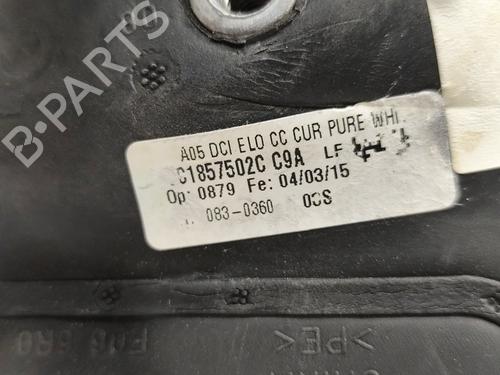 A05 DCI ELO CC CUR PURE WHI
C1857502C C9A LF
Op: 0879 Fe: 04/03/15
083-0360 00S
B-PARTS
>PE<